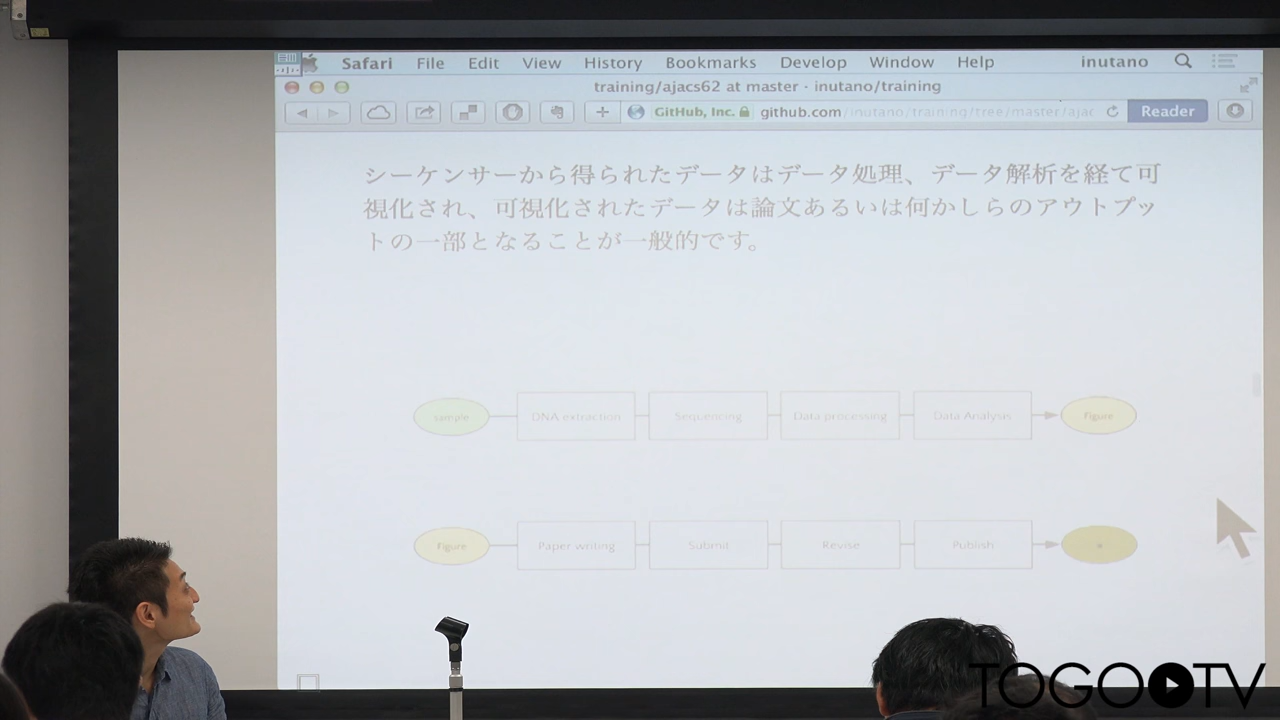 Safari File Edit View History Bookmarks Develop Window Help inutano
training/ajacs62 at master · inutano/training
GitHub, Inc. github.com/inutano/training/tree/master/ajac Reader
シーケンサーから得られたデータはデータ処理、データ解析を経て可
視化され、可視化されたデータは論文あるいは何かしらのアウトプッ
トの一部となることが一般的です。
sample DNA extraction Sequencing Data processing Data Analysis figure
Figure Paper writing Submit Revise Publish
TOGOTV